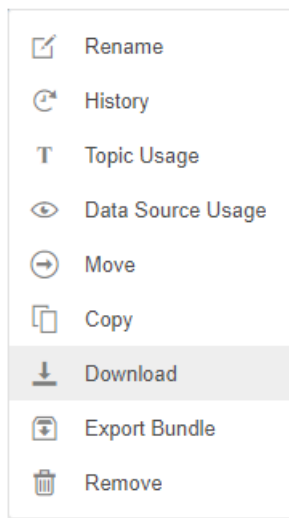 Rename
History
Topic Usage
Data Source Usage
Move
Copy
Download
Export Bundle
Remove